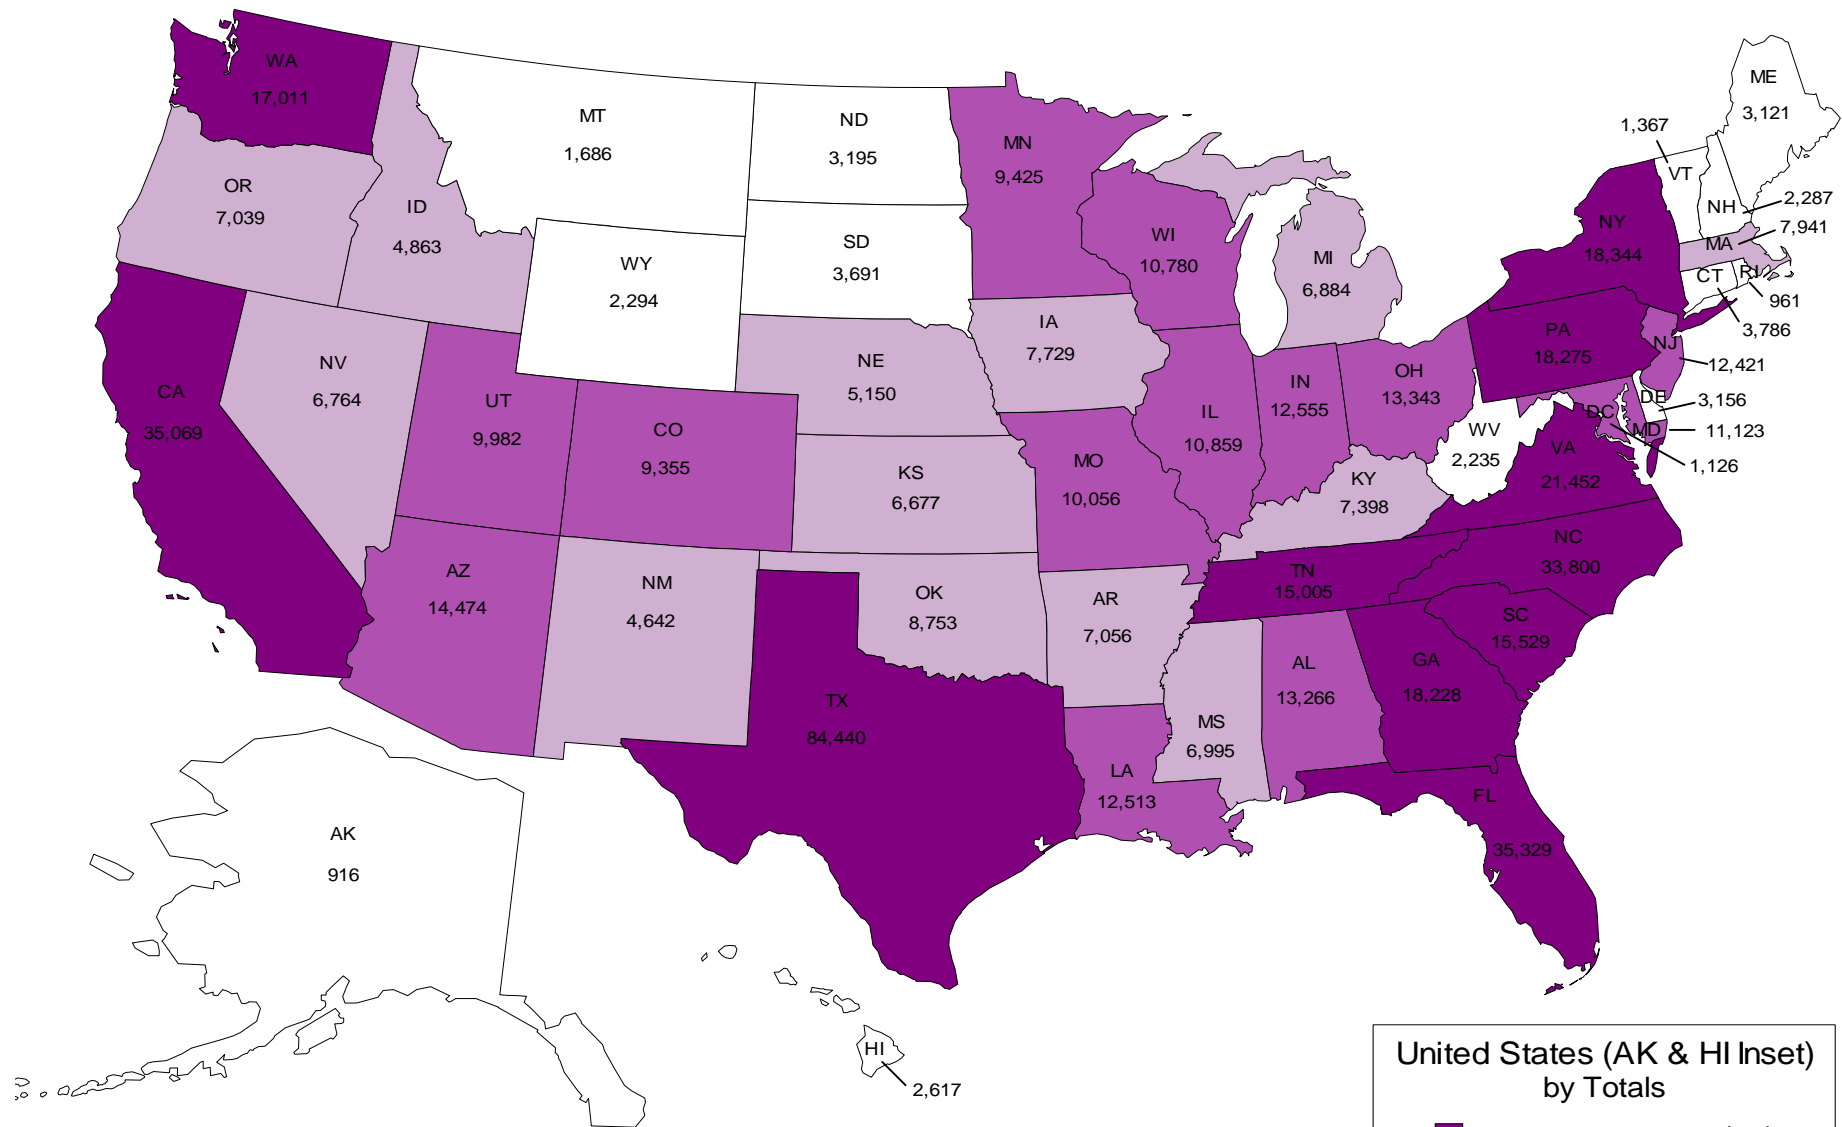 WA
17,011
MT
1,686
ND
3,195
MN
9,425
ME
3,121
1,367
VT
OR
7,039
ID
4,863
NH
2,287
NY
18,344
MA
7,941
WI
10,780
SD
3,691
WY
2,294
MI
6,884
CT
RI
961
3,786
IA
7,729
PA
18,275
NJ
12,421
NV
6,764
NE
5,150
CA
35,069
UT
9,982
CO
9,355
IL
10,859
IN
12,555
OH
13,343
DE
3,156
DC
MD
11,123
1,126
WV
2,235
VA
21,452
MO
10,056
KS
6,677
KY
7,398
AZ
14,474
NM
4,642
OK
8,753
AR
7,056
TN
15,005
NC
33,800
SC
15,529
TX
84,440
MS
6,995
AL
13,266
GA
18,228
LA
12,513
FL
35,329
AK
916
HI
2,617
United States (AK & HI Inset)
by Totals